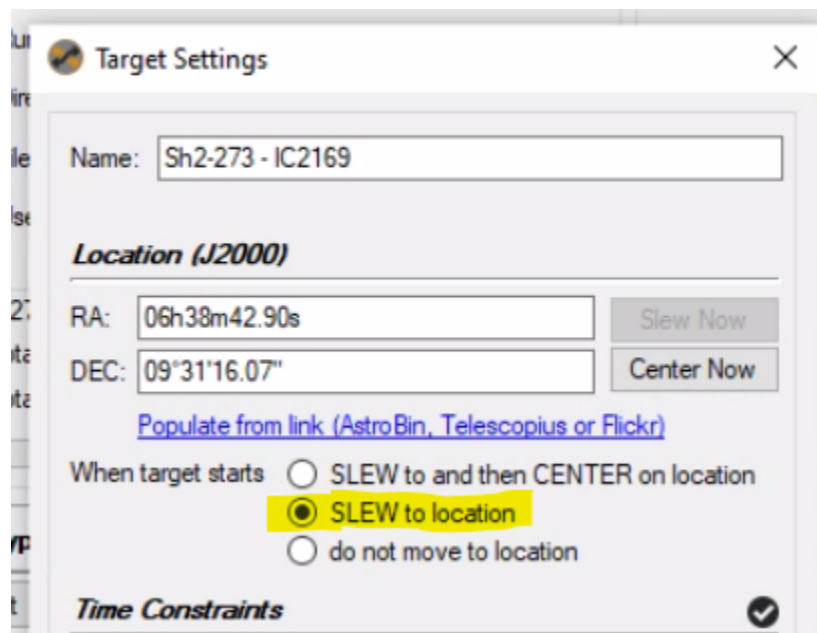 Target Settings
Name: Sh2-273 - IC2169
Location (J2000)
RA: 06h38m42.90s Slew Now
DEC: 09°31'16.07" Center Now
Populate from link (AstroBin, Telescopius or Flickr)
When target starts SLEW to and then CENTER on location
SLEW to location
do not move to location
Time Constraints